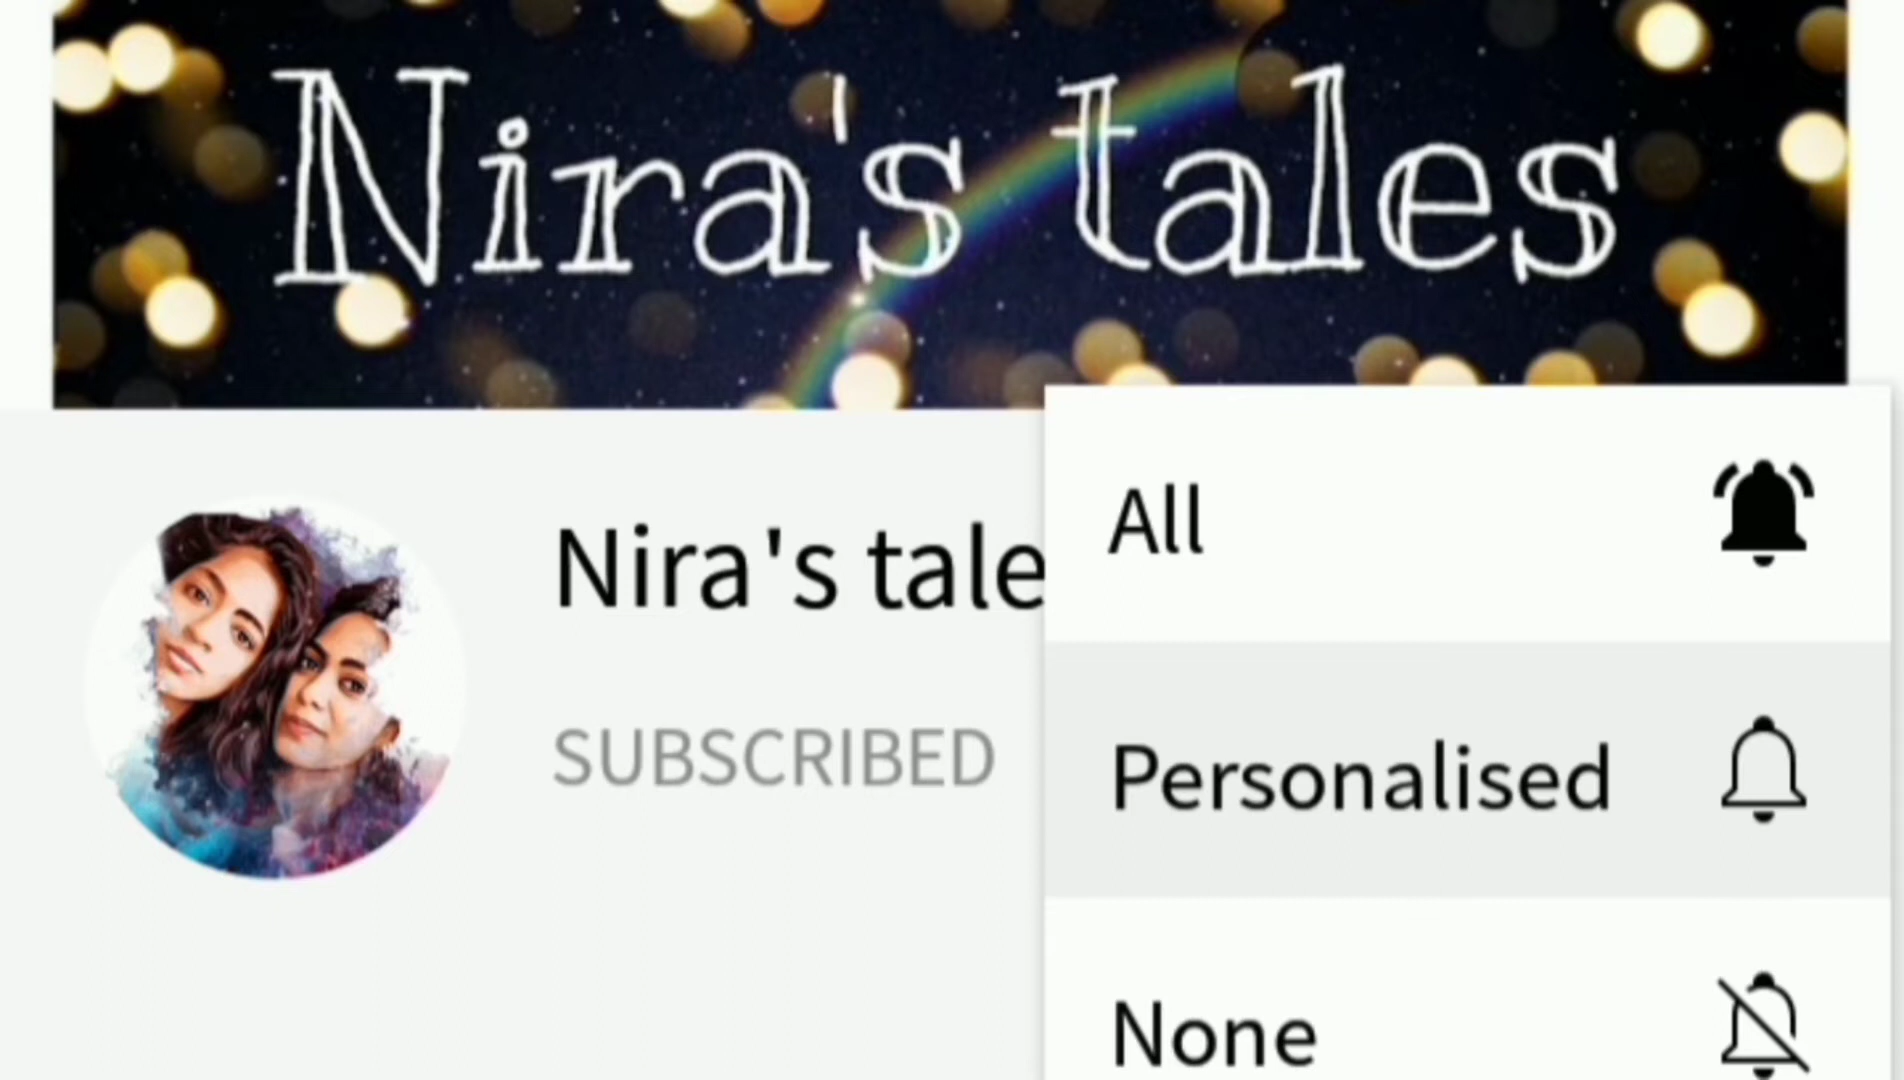 Nira's tales
Nira's tale
SUBSCRIBED
All
Personalised
None